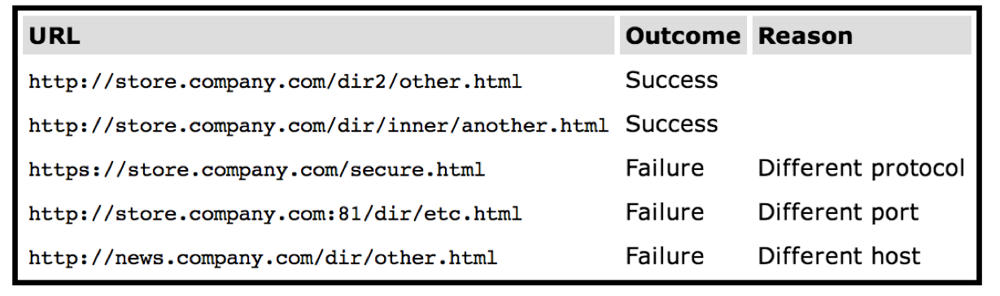 URL Outcome Reason
http://store.company.com/dir2/other.html Success
http://store.company.com/dir/inner/another.html Success
https://store.company.com/secure.html Failure Different protocol
http://store.company.com:81/dir/etc.html Failure Different port
http://news.company.com/dir/other.html Failure Different host